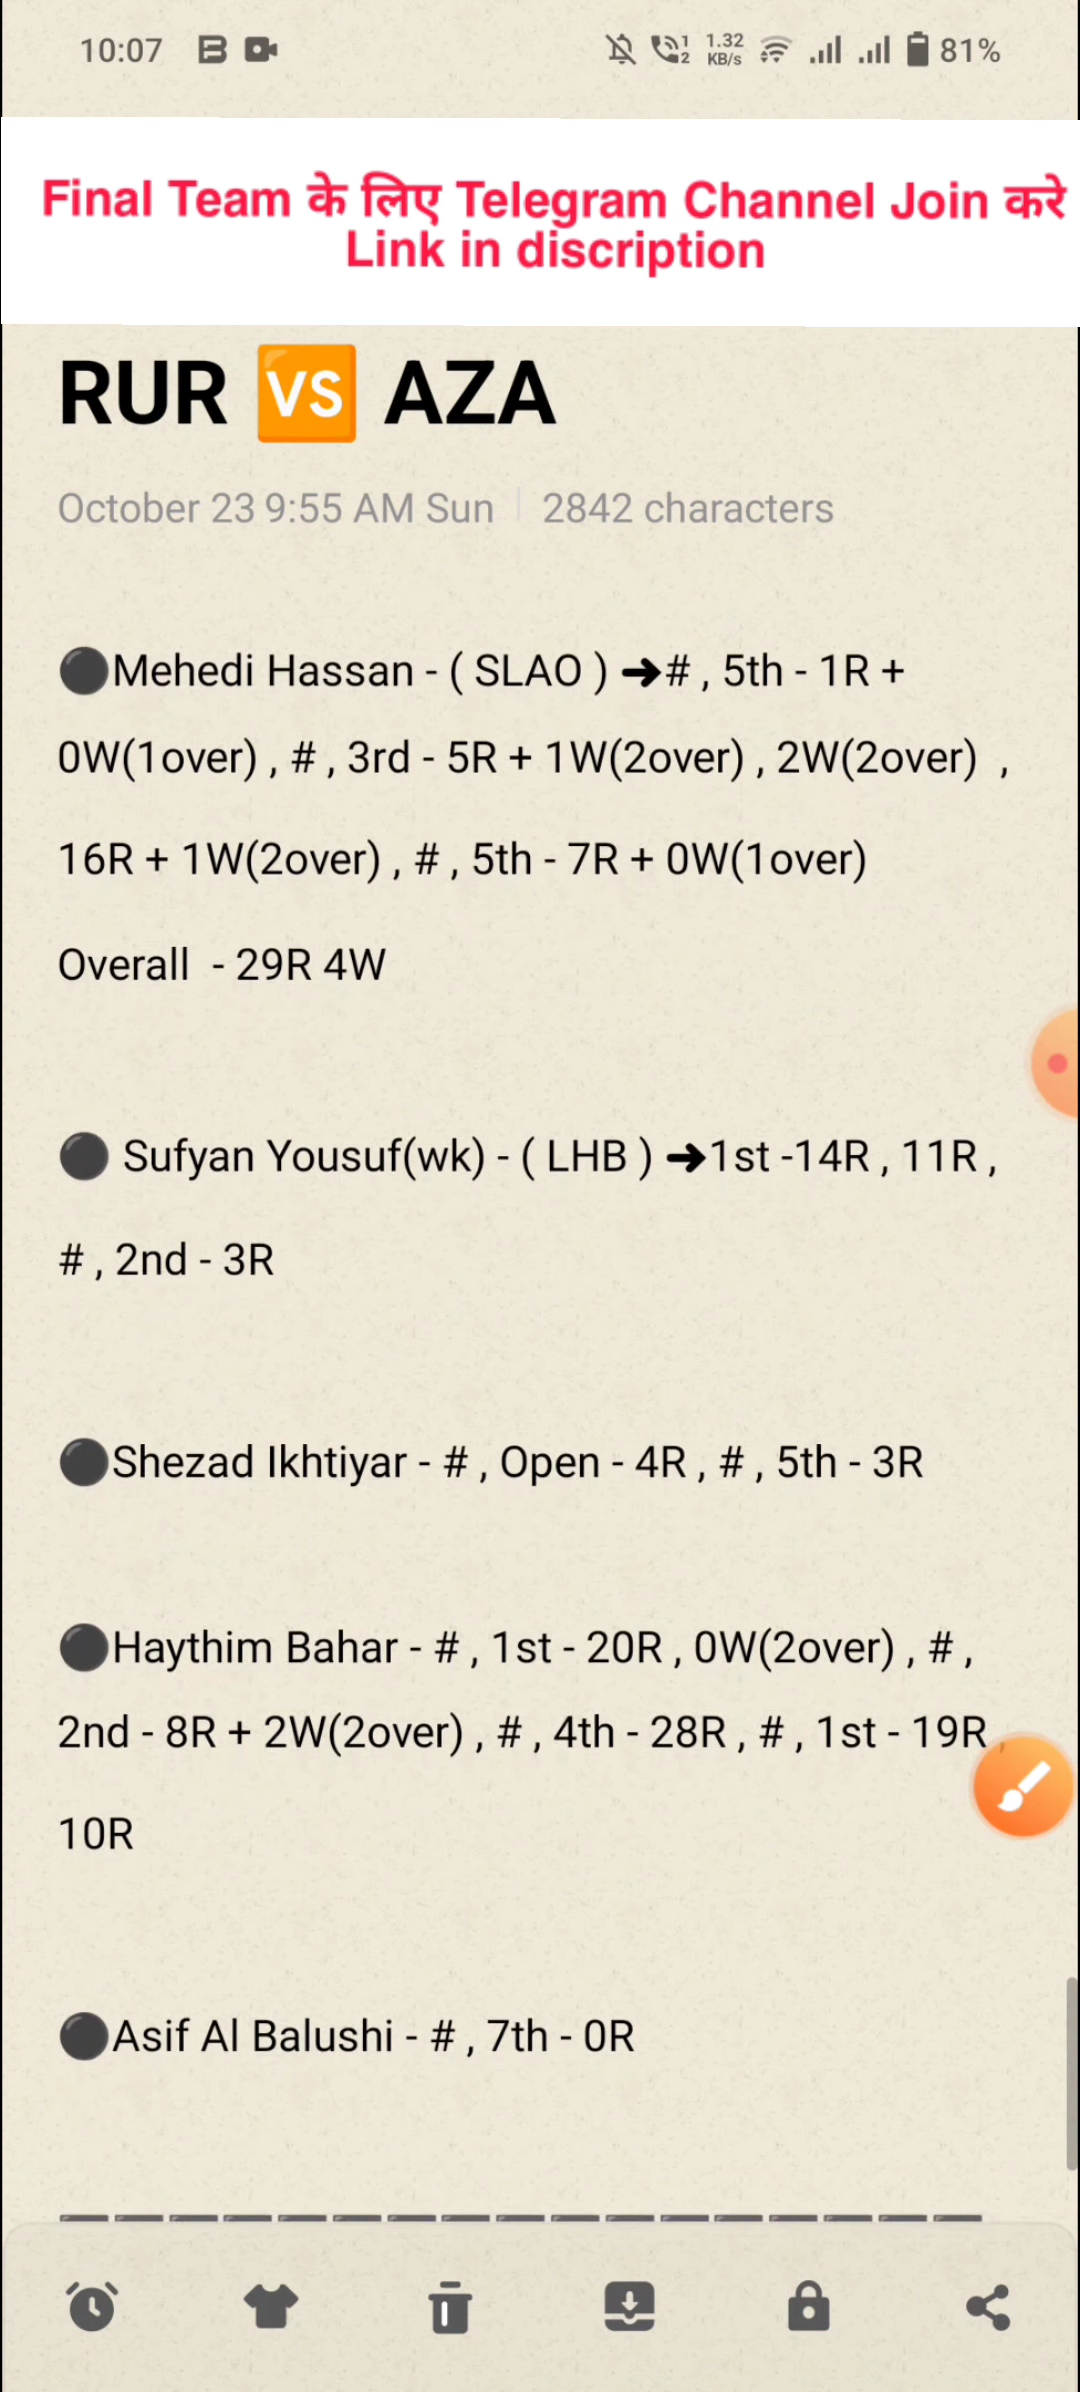 10:07
1.32 KB/s
81%
Final Team के लिए Telegram Channel Join करे
Link in discription
RUR VS AZA
October 23 9:55 AM Sun | 2842 characters
Mehedi Hassan - ( SLAO ) ➔# , 5th - 1R +
0W(1over) , # , 3rd - 5R + 1W(2over) , 2W(2over) ,
16R + 1W(2over) , # , 5th - 7R + 0W(1over)
Overall - 29R 4W
Sufyan Yousuf(wk) - ( LHB ) ➔1st -14R , 11R ,
# , 2nd - 3R
Shezad Ikhtiyar - # , Open - 4R , # , 5th - 3R
Haythim Bahar - # , 1st - 20R , 0W(2over) , # ,
2nd - 8R + 2W(2over) , # , 4th - 28R , # , 1st - 19R ,
10R
Asif Al Balushi - # , 7th - 0R